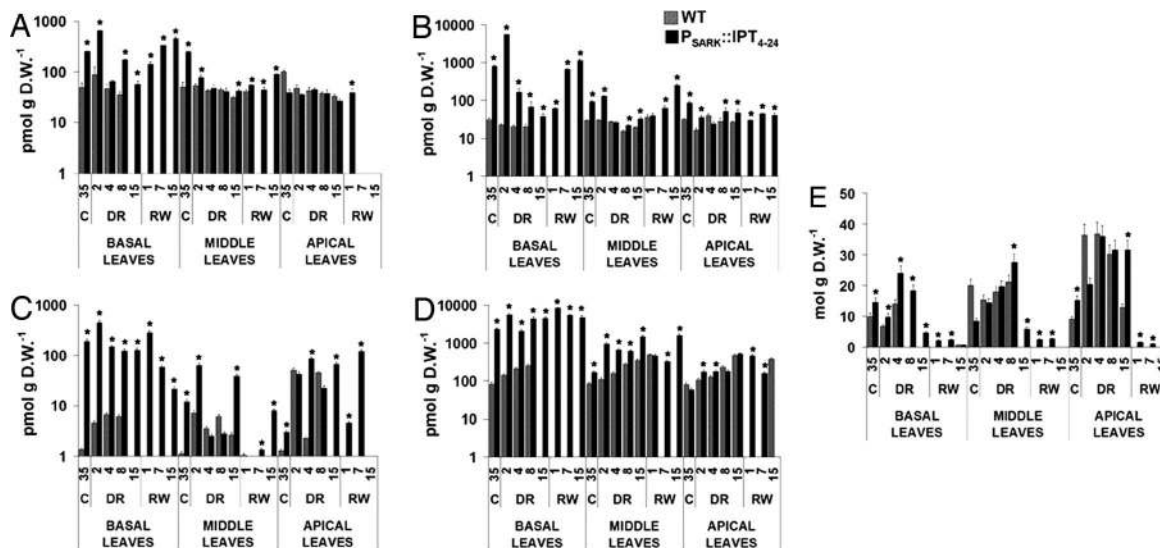 A
pmol g D.W.-1
1000
100
10
1
35 2 4 8 15 1 7 15 35 2 4 8 15 1 7 15 35 2 4 8 15 1 7 15
C DR RW C DR RW C DR RW
BASAL MIDDLE APICAL
LEAVES LEAVES LEAVES
B
WT
PSARK::IPT4-24
pmol g D.W.-1
10000
1000
100
10
1
35 2 4 8 15 1 7 15 35 2 4 8 15 1 7 15 35 2 4 8 15 1 7 15
C DR RW C DR RW C DR RW
BASAL MIDDLE APICAL
LEAVES LEAVES LEAVES
C
pmol g D.W.-1
1000
100
10
1
35 2 4 8 15 1 7 15 35 2 4 8 15 1 7 15 35 2 4 8 15 1 7 15
C DR RW C DR RW C DR RW
BASAL MIDDLE APICAL
LEAVES LEAVES LEAVES
D
pmol g D.W.-1
10000
1000
100
10
1
35 2 4 8 15 1 7 15 35 2 4 8 15 1 7 15 35 2 4 8 15 1 7 15
C DR RW C DR RW C DR RW
BASAL MIDDLE APICAL
LEAVES LEAVES LEAVES
E
mol g D.W.-1
50
40
30
20
10
0
35 2 4 8 15 1 7 15 35 2 4 8 15 1 7 15 35 2 4 8 15 1 7 15
C DR RW C DR RW C DR RW
BASAL MIDDLE APICAL
LEAVES LEAVES LEAVES